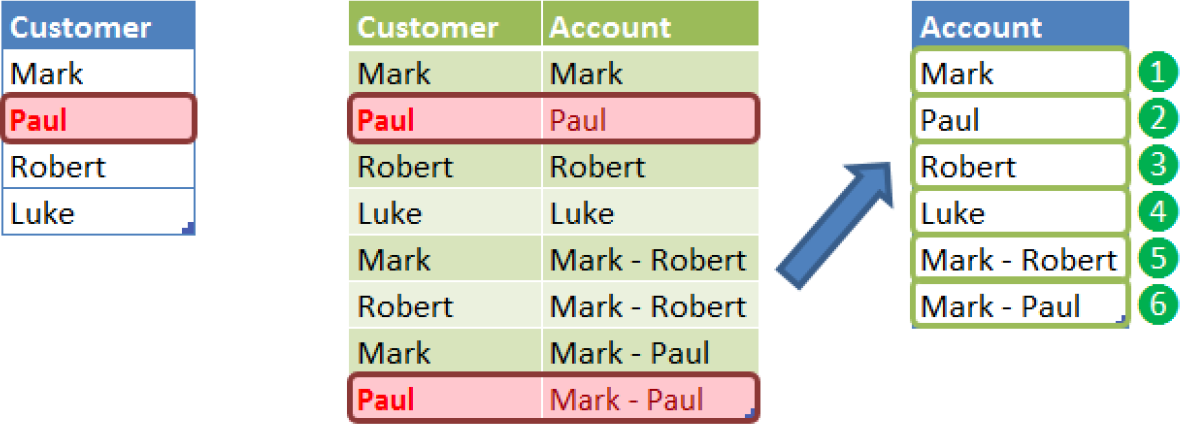 Customer
Mark
Paul
Robert
Luke
Customer Account
Mark Mark
Paul Paul
Robert Robert
Luke Luke
Mark Mark - Robert
Robert Mark - Robert
Mark Mark - Paul
Paul Mark - Paul
Account
Mark 1
Paul 2
Robert 3
Luke 4
Mark - Robert 5
Mark - Paul 6